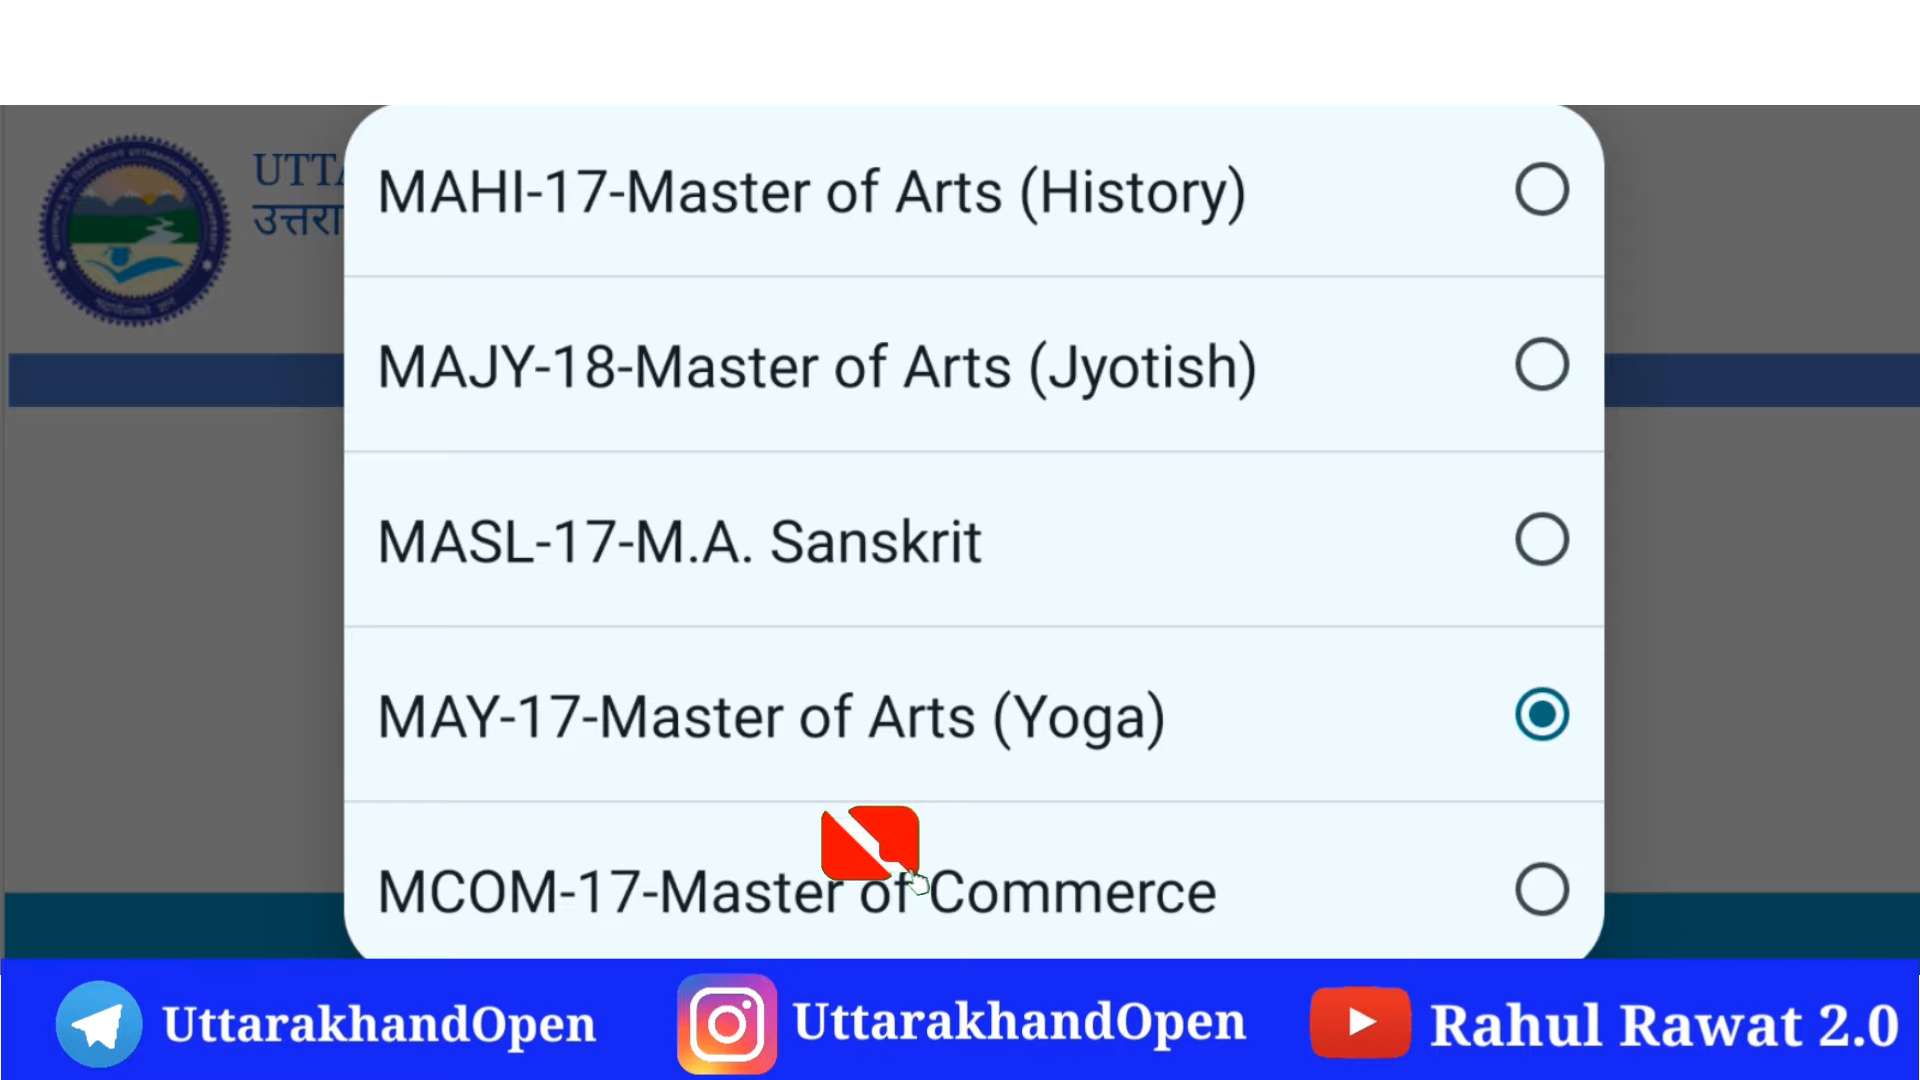 UTTA
उत्तरा
MAHI-17-Master of Arts (History)
MAJY-18-Master of Arts (Jyotish)
MASL-17-M.A. Sanskrit
MAY-17-Master of Arts (Yoga)
MCOM-17-Master of Commerce
UttarakhandOpen
UttarakhandOpen
Rahul Rawat 2.0